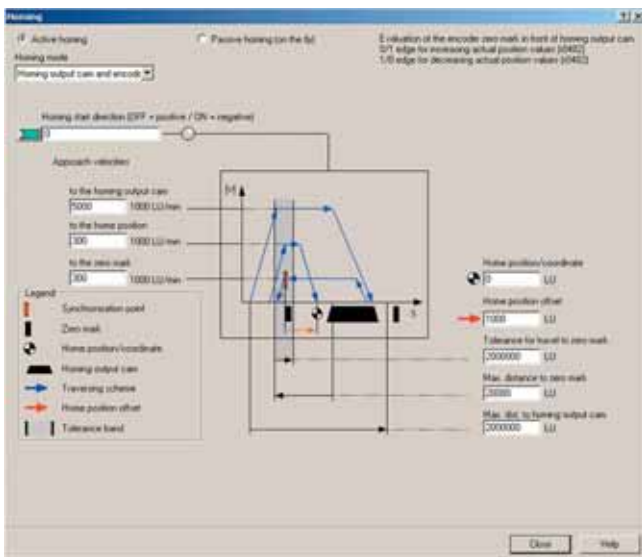 Homing
Active homing
Passive homing (on the fly)
Evaluation of the encoder zero mark in front of homing output cam
0/1 edge for increasing actual position values
1/0 edge for decreasing actual position values
Homing mode
Homing output cam and encod
Homing start direction (OFF = positive / ON = negative)
0
Approach velocities
to the homing output cam
5000 1000 LU/min
to the home position
300 1000 LU/min
to the zero mark
300 1000 LU/min
|v|
S
Home position/coordinate
0 LU
Home position offset
1000 LU
Tolerance for travel to zero mark
2000000 LU
Max. distance to zero mark
20000 LU
Max. dist. to homing output cam
2000000 LU
Legend
Synchronisation point
Zero mark
Home position/coordinate
Homing output cam
Traversing scheme
Home position offset
Tolerance band
Close
Help